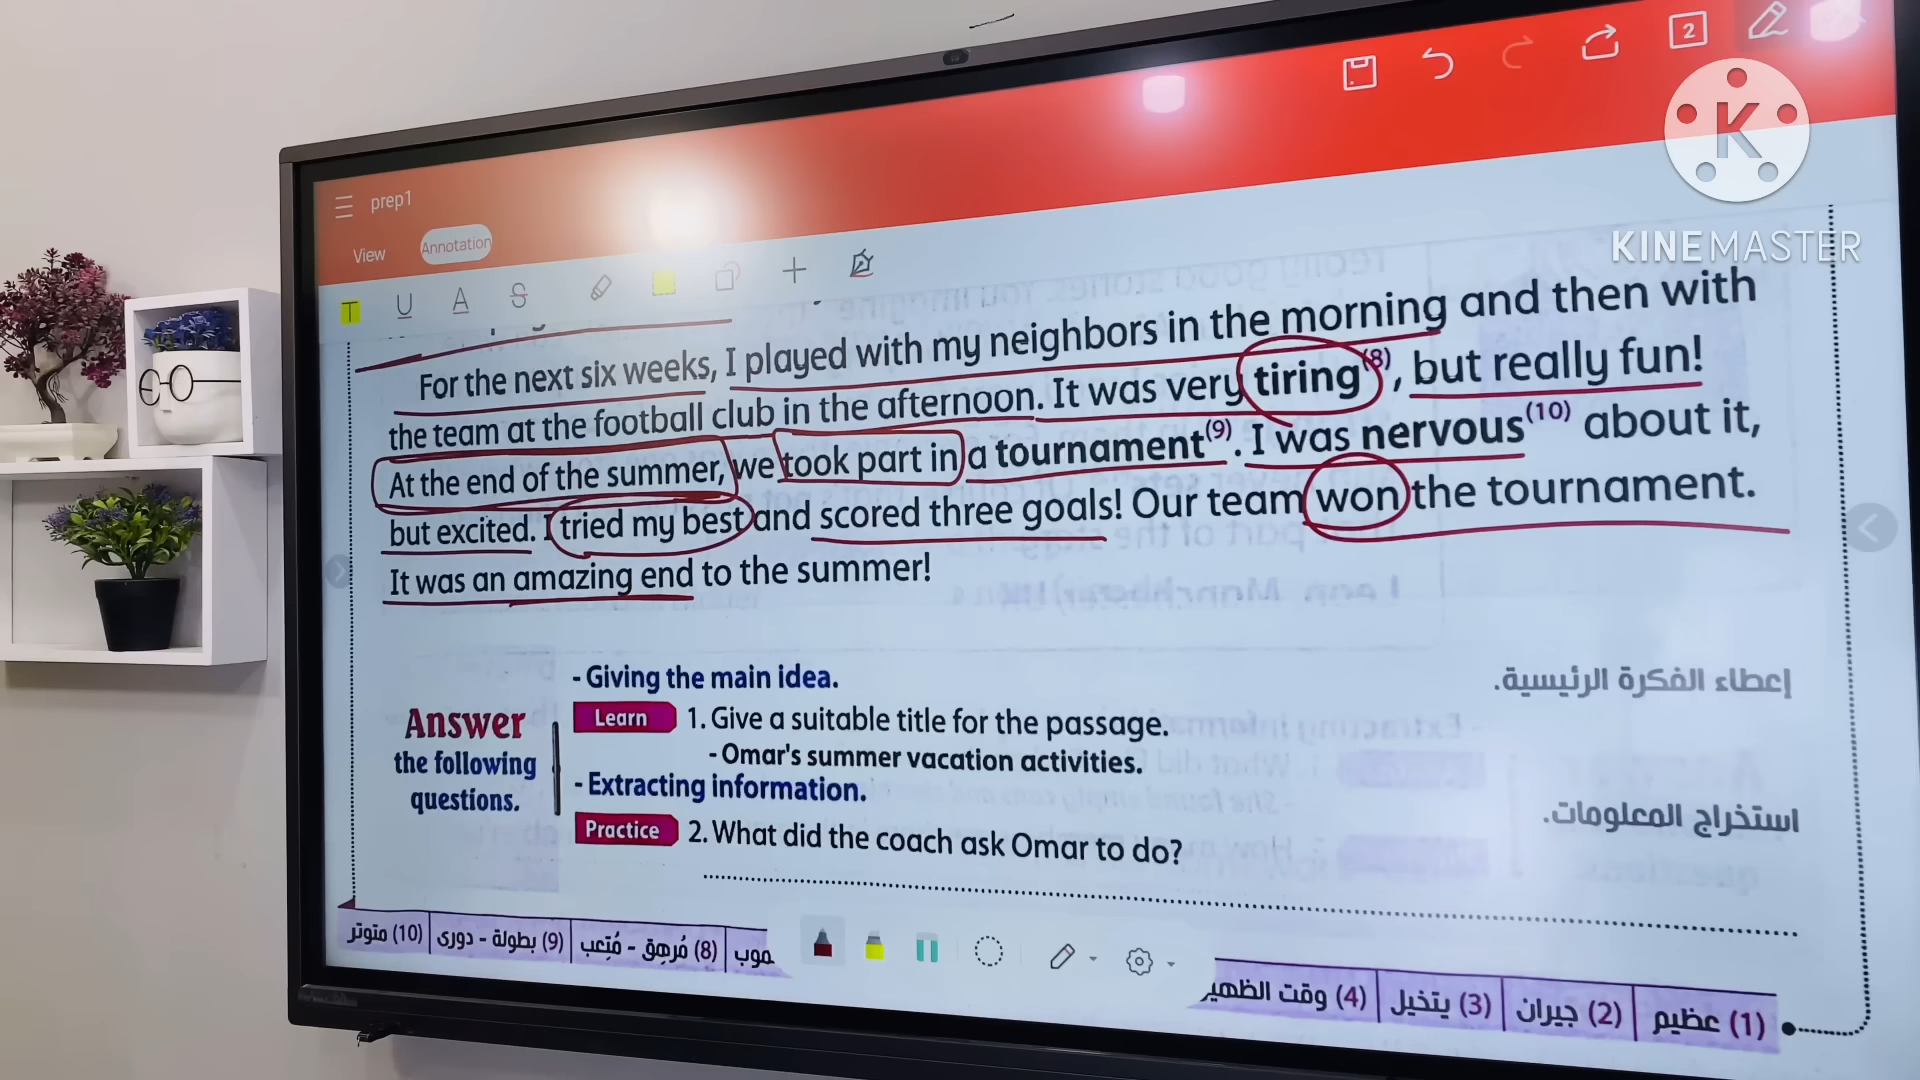 prep1
View
Annotation
2
K
KINEMASTER
T U A S
For the next six weeks, I played with my neighbors in the morning and then with
the team at the football club in the afternoon. It was very tiring(8), but really fun!
At the end of the summer, we took part in a tournament(9). I was nervous(10) about it,
but excited. I tried my best and scored three goals! Our team won the tournament.
It was an amazing end to the summer!
- Giving the main idea.
إعطاء الفكرة الرئيسية.
Answer
the following
questions.
Learn 1. Give a suitable title for the passage.
- Omar's summer vacation activities.
- Extracting information.
استخراج المعلومات.
Practice 2. What did the coach ask Omar to do?
(1) عظيم
(2) جيران
(3) يتخيل
(4) وقت الظهير
(8) مُرهِق - مُتعِب
(9) بطولة - دورى
(10) متوتر